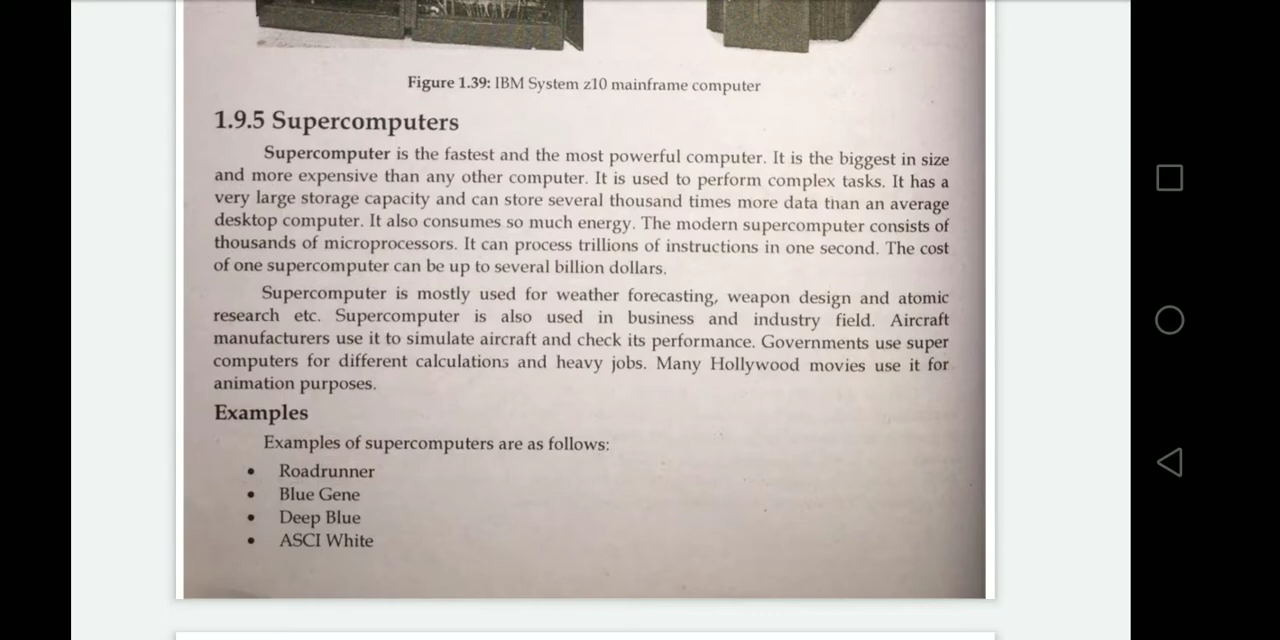 Figure 1.39: IBM System z10 mainframe computer
1.9.5 Supercomputers
Supercomputer is the fastest and the most powerful computer. It is the biggest in size
and more expensive than any other computer. It is used to perform complex tasks. It has a
very large storage capacity and can store several thousand times more data than an average
desktop computer. It also consumes so much energy. The modern supercomputer consists of
thousands of microprocessors. It can process trillions of instructions in one second. The cost
of one supercomputer can be up to several billion dollars.
Supercomputer is mostly used for weather forecasting, weapon design and atomic
research etc. Supercomputer is also used in business and industry field. Aircraft
manufacturers use it to simulate aircraft and check its performance. Governments use super
computers for different calculations and heavy jobs. Many Hollywood movies use it for
animation purposes.
Examples
Examples of supercomputers are as follows:
• Roadrunner
• Blue Gene
• Deep Blue
• ASCI White